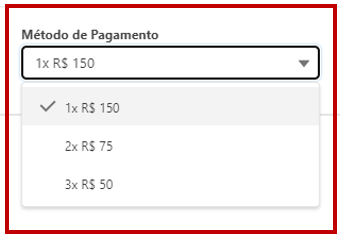 Método de Pagamento
1x R$ 150
1x R$ 150
2x R$ 75
3x R$ 50